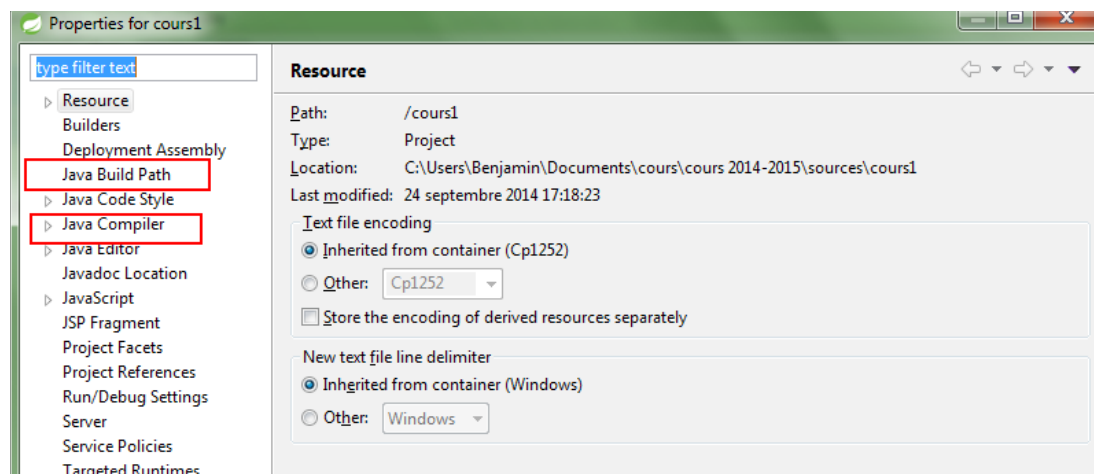 Properties for cours1
type filter text
Resource
Builders
Deployment Assembly
Java Build Path
Java Code Style
Java Compiler
Java Editor
Javadoc Location
JavaScript
JSP Fragment
Project Facets
Project References
Run/Debug Settings
Server
Service Policies
Targeted Runtimes
Resource
Path: /cours1
Type: Project
Location: C:\Users\Benjamin\Documents\cours\cours 2014-2015\sources\cours1
Last modified: 24 septembre 2014 17:18:23
Text file encoding
Inherited from container (Cp1252)
Other: Cp1252
Store the encoding of derived resources separately
New text file line delimiter
Inherited from container (Windows)
Other: Windows